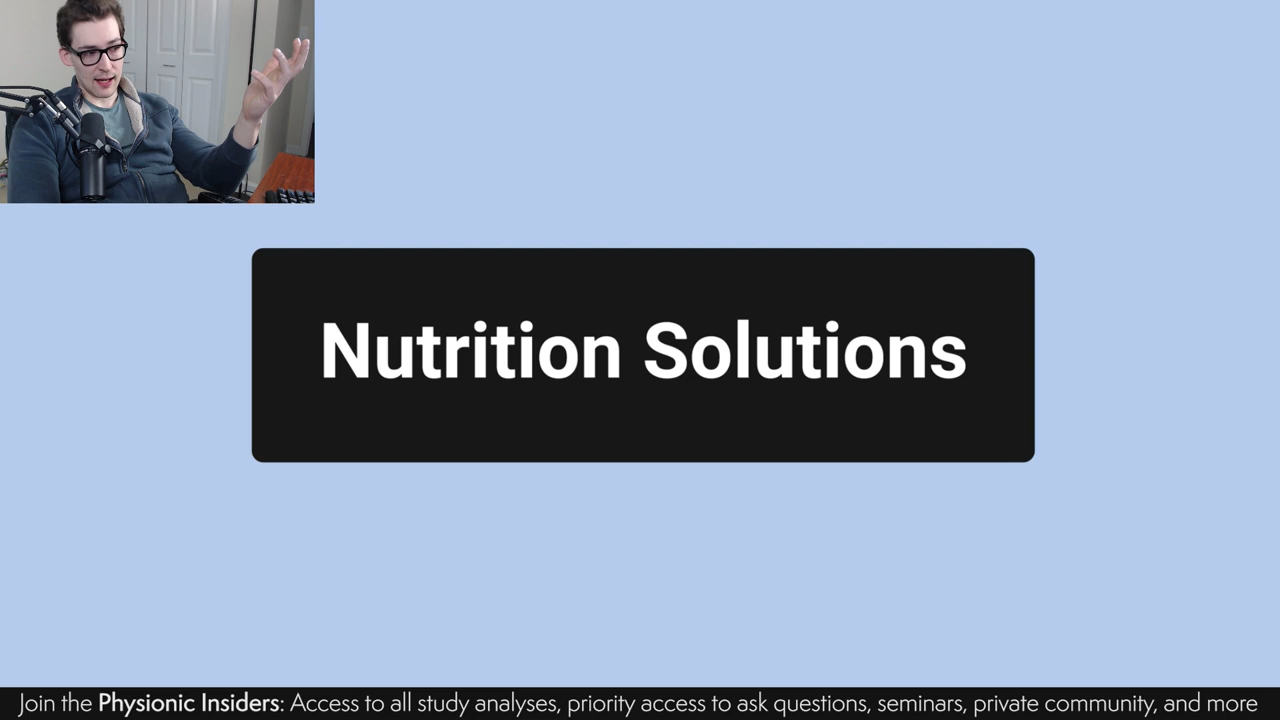 Nutrition Solutions
Join the Physionic Insiders: Access to all study analyses, priority access to ask questions, seminars, private community, and more